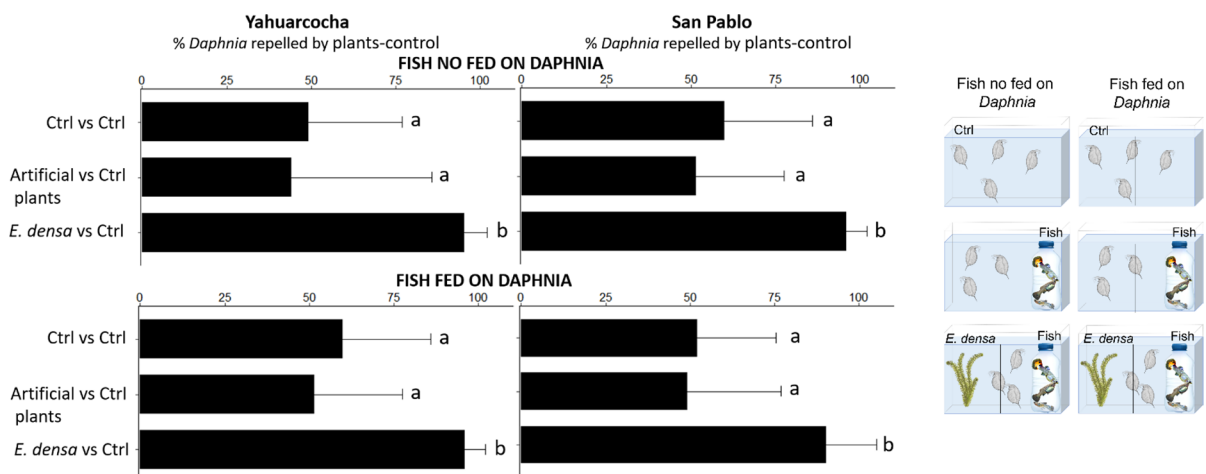 Yahuarcocha
% Daphnia repelled by plants-control
San Pablo
% Daphnia repelled by plants-control
FISH NO FED ON DAPHNIA
0 25 50 75 100
0 25 50 75 100
Ctrl vs Ctrl
a
a
Artificial vs Ctrl
plants
a
a
E. densa vs Ctrl
b
b
FISH FED ON DAPHNIA
0 25 50 75 100
0 25 50 75 100
Ctrl vs Ctrl
a
a
Artificial vs Ctrl
plants
a
a
E. densa vs Ctrl
b
b
Fish no fed on
Daphnia
Fish fed on
Daphnia
Ctrl
Ctrl
Fish
Fish
E. densa
Fish
E. densa
Fish